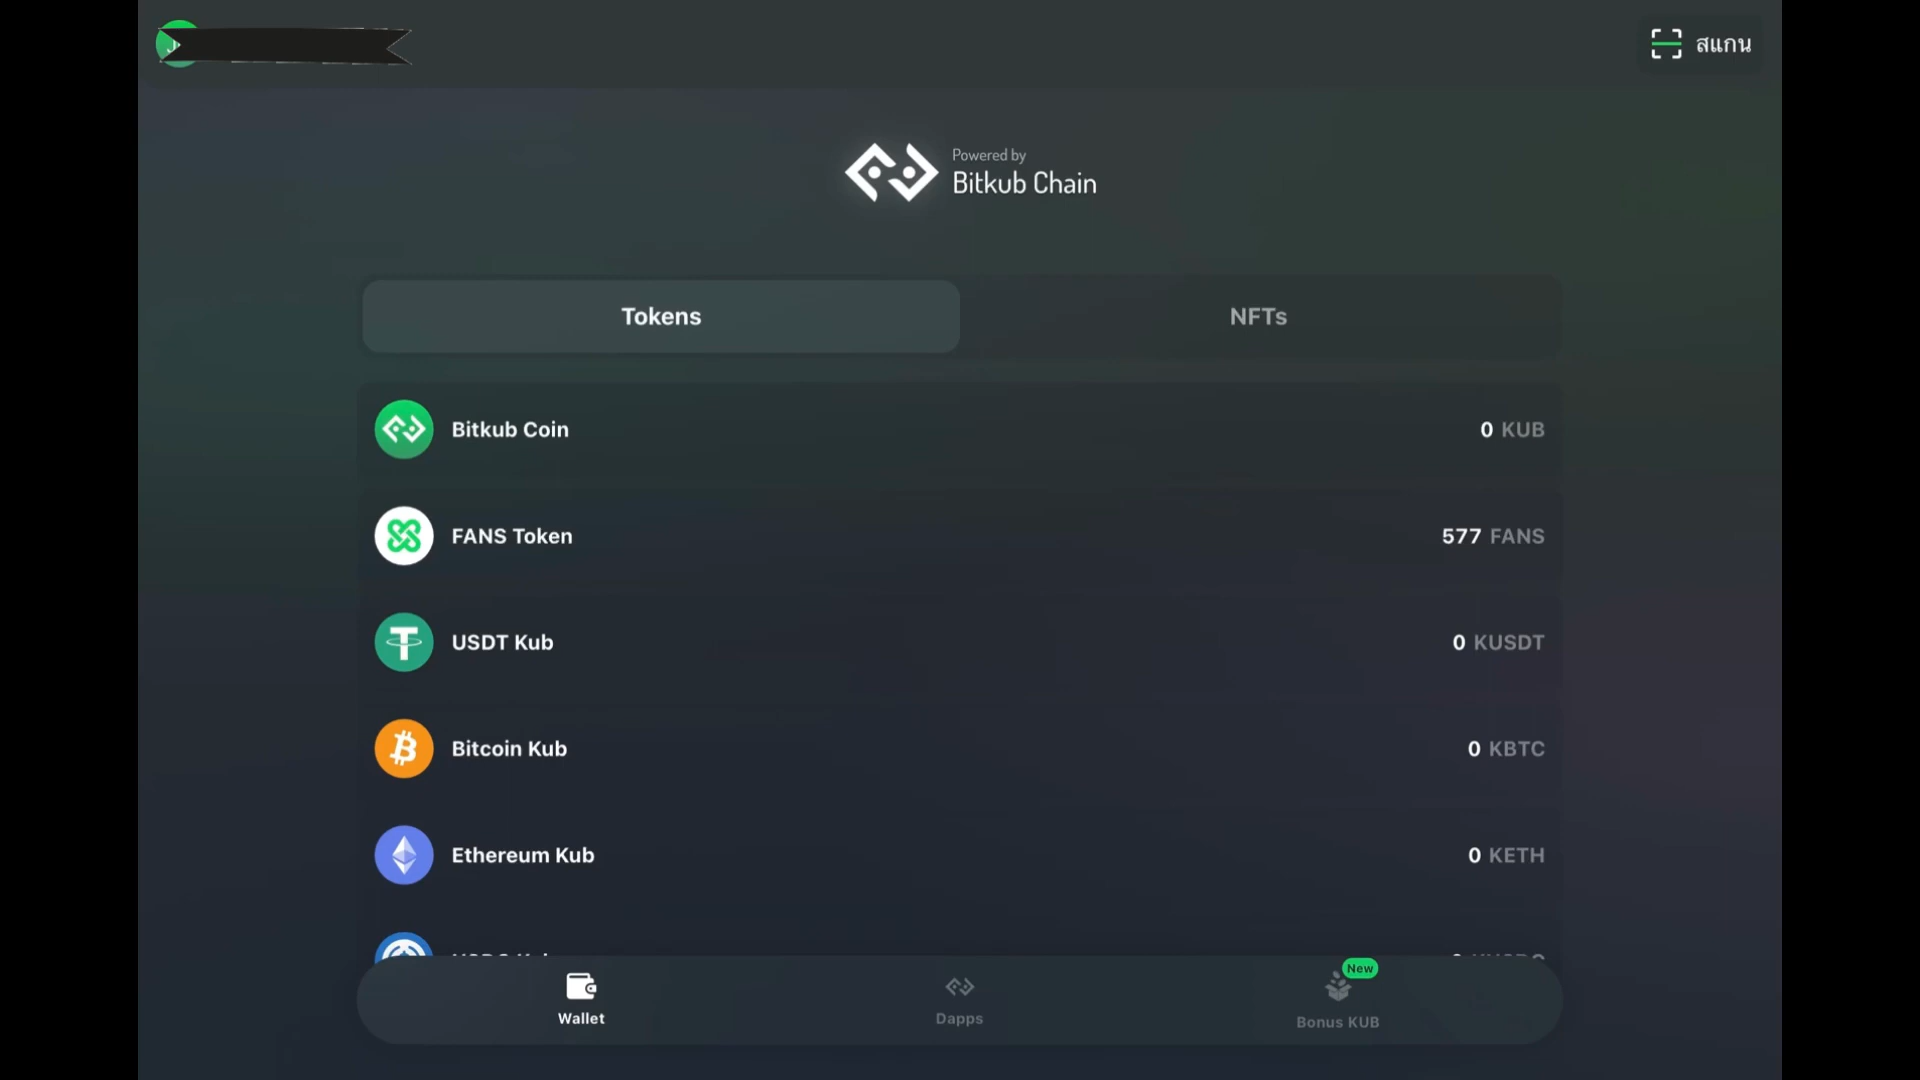 สแกน
Powered by
Bitkub Chain
Tokens
NFTs
Bitkub Coin
0 KUB
FANS Token
577 FANS
USDT Kub
0 KUSDT
Bitcoin Kub
0 KBTC
Ethereum Kub
0 KETH
Wallet
Dapps
New
Bonus KUB